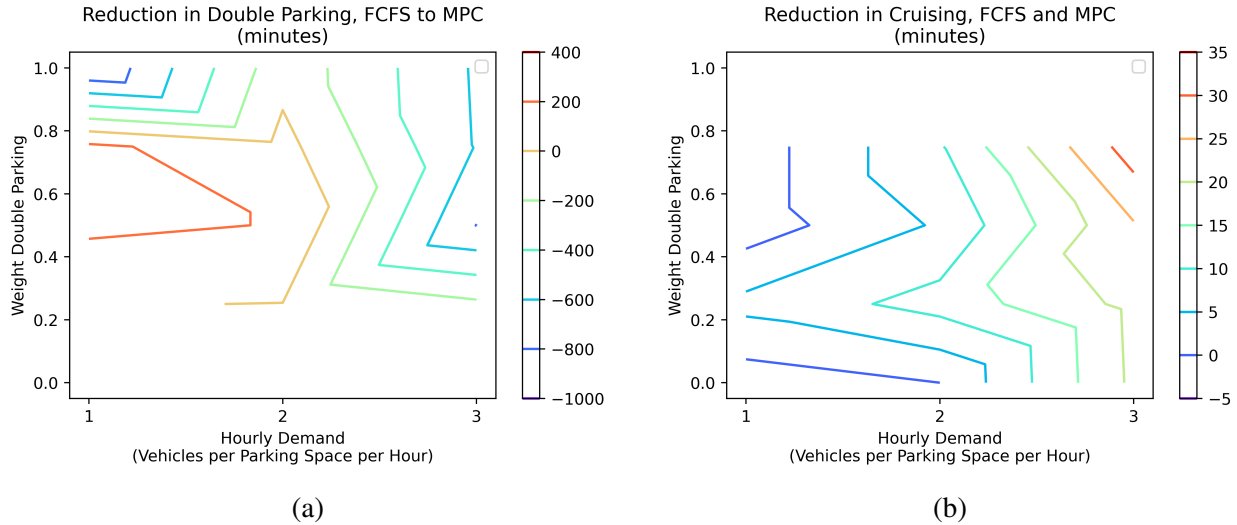 Reduction in Double Parking, FCFS to MPC
(minutes)
Weight Double Parking
1.0
0.8
0.6
0.4
0.2
0.0
1
2
3
Hourly Demand
(Vehicles per Parking Space per Hour)
400
200
0
−200
−400
−600
−800
−1000
(a)
Reduction in Cruising, FCFS and MPC
(minutes)
Weight Double Parking
1.0
0.8
0.6
0.4
0.2
0.0
1
2
3
Hourly Demand
(Vehicles per Parking Space per Hour)
35
30
25
20
15
10
5
0
−5
(b)